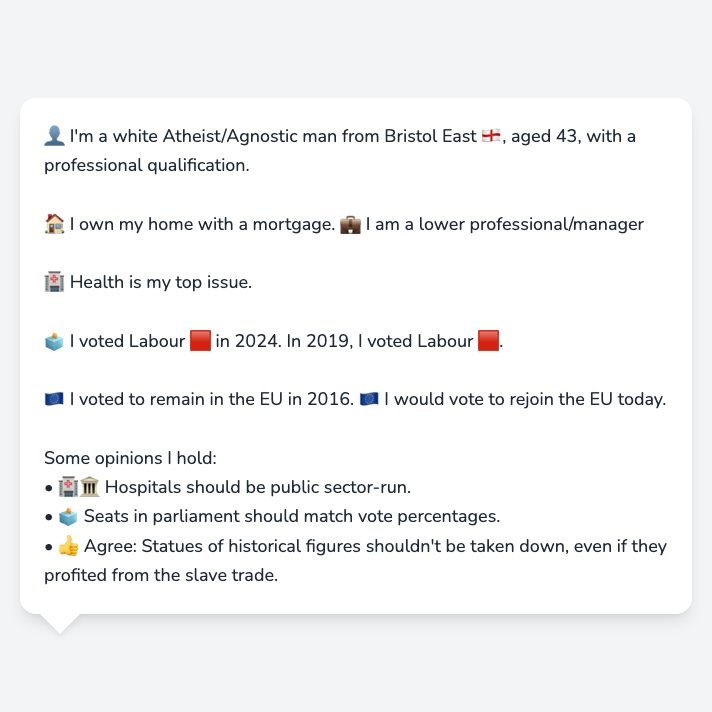 👤 I'm a white Atheist/Agnostic man from Bristol East 🏴󠁧󠁢󠁥󠁮󠁧󠁿, aged 43, with a
professional qualification.
🏠 I own my home with a mortgage. 💼 I am a lower professional/manager
🏥 Health is my top issue.
🗳️ I voted Labour 🟥 in 2024. In 2019, I voted Labour 🟥.
🇪🇺 I voted to remain in the EU in 2016. 🇪🇺 I would vote to rejoin the EU today.
Some opinions I hold:
• 🏥🏛️ Hospitals should be public sector-run.
• 🗳️ Seats in parliament should match vote percentages.
• 👍 Agree: Statues of historical figures shouldn't be taken down, even if they
profited from the slave trade.